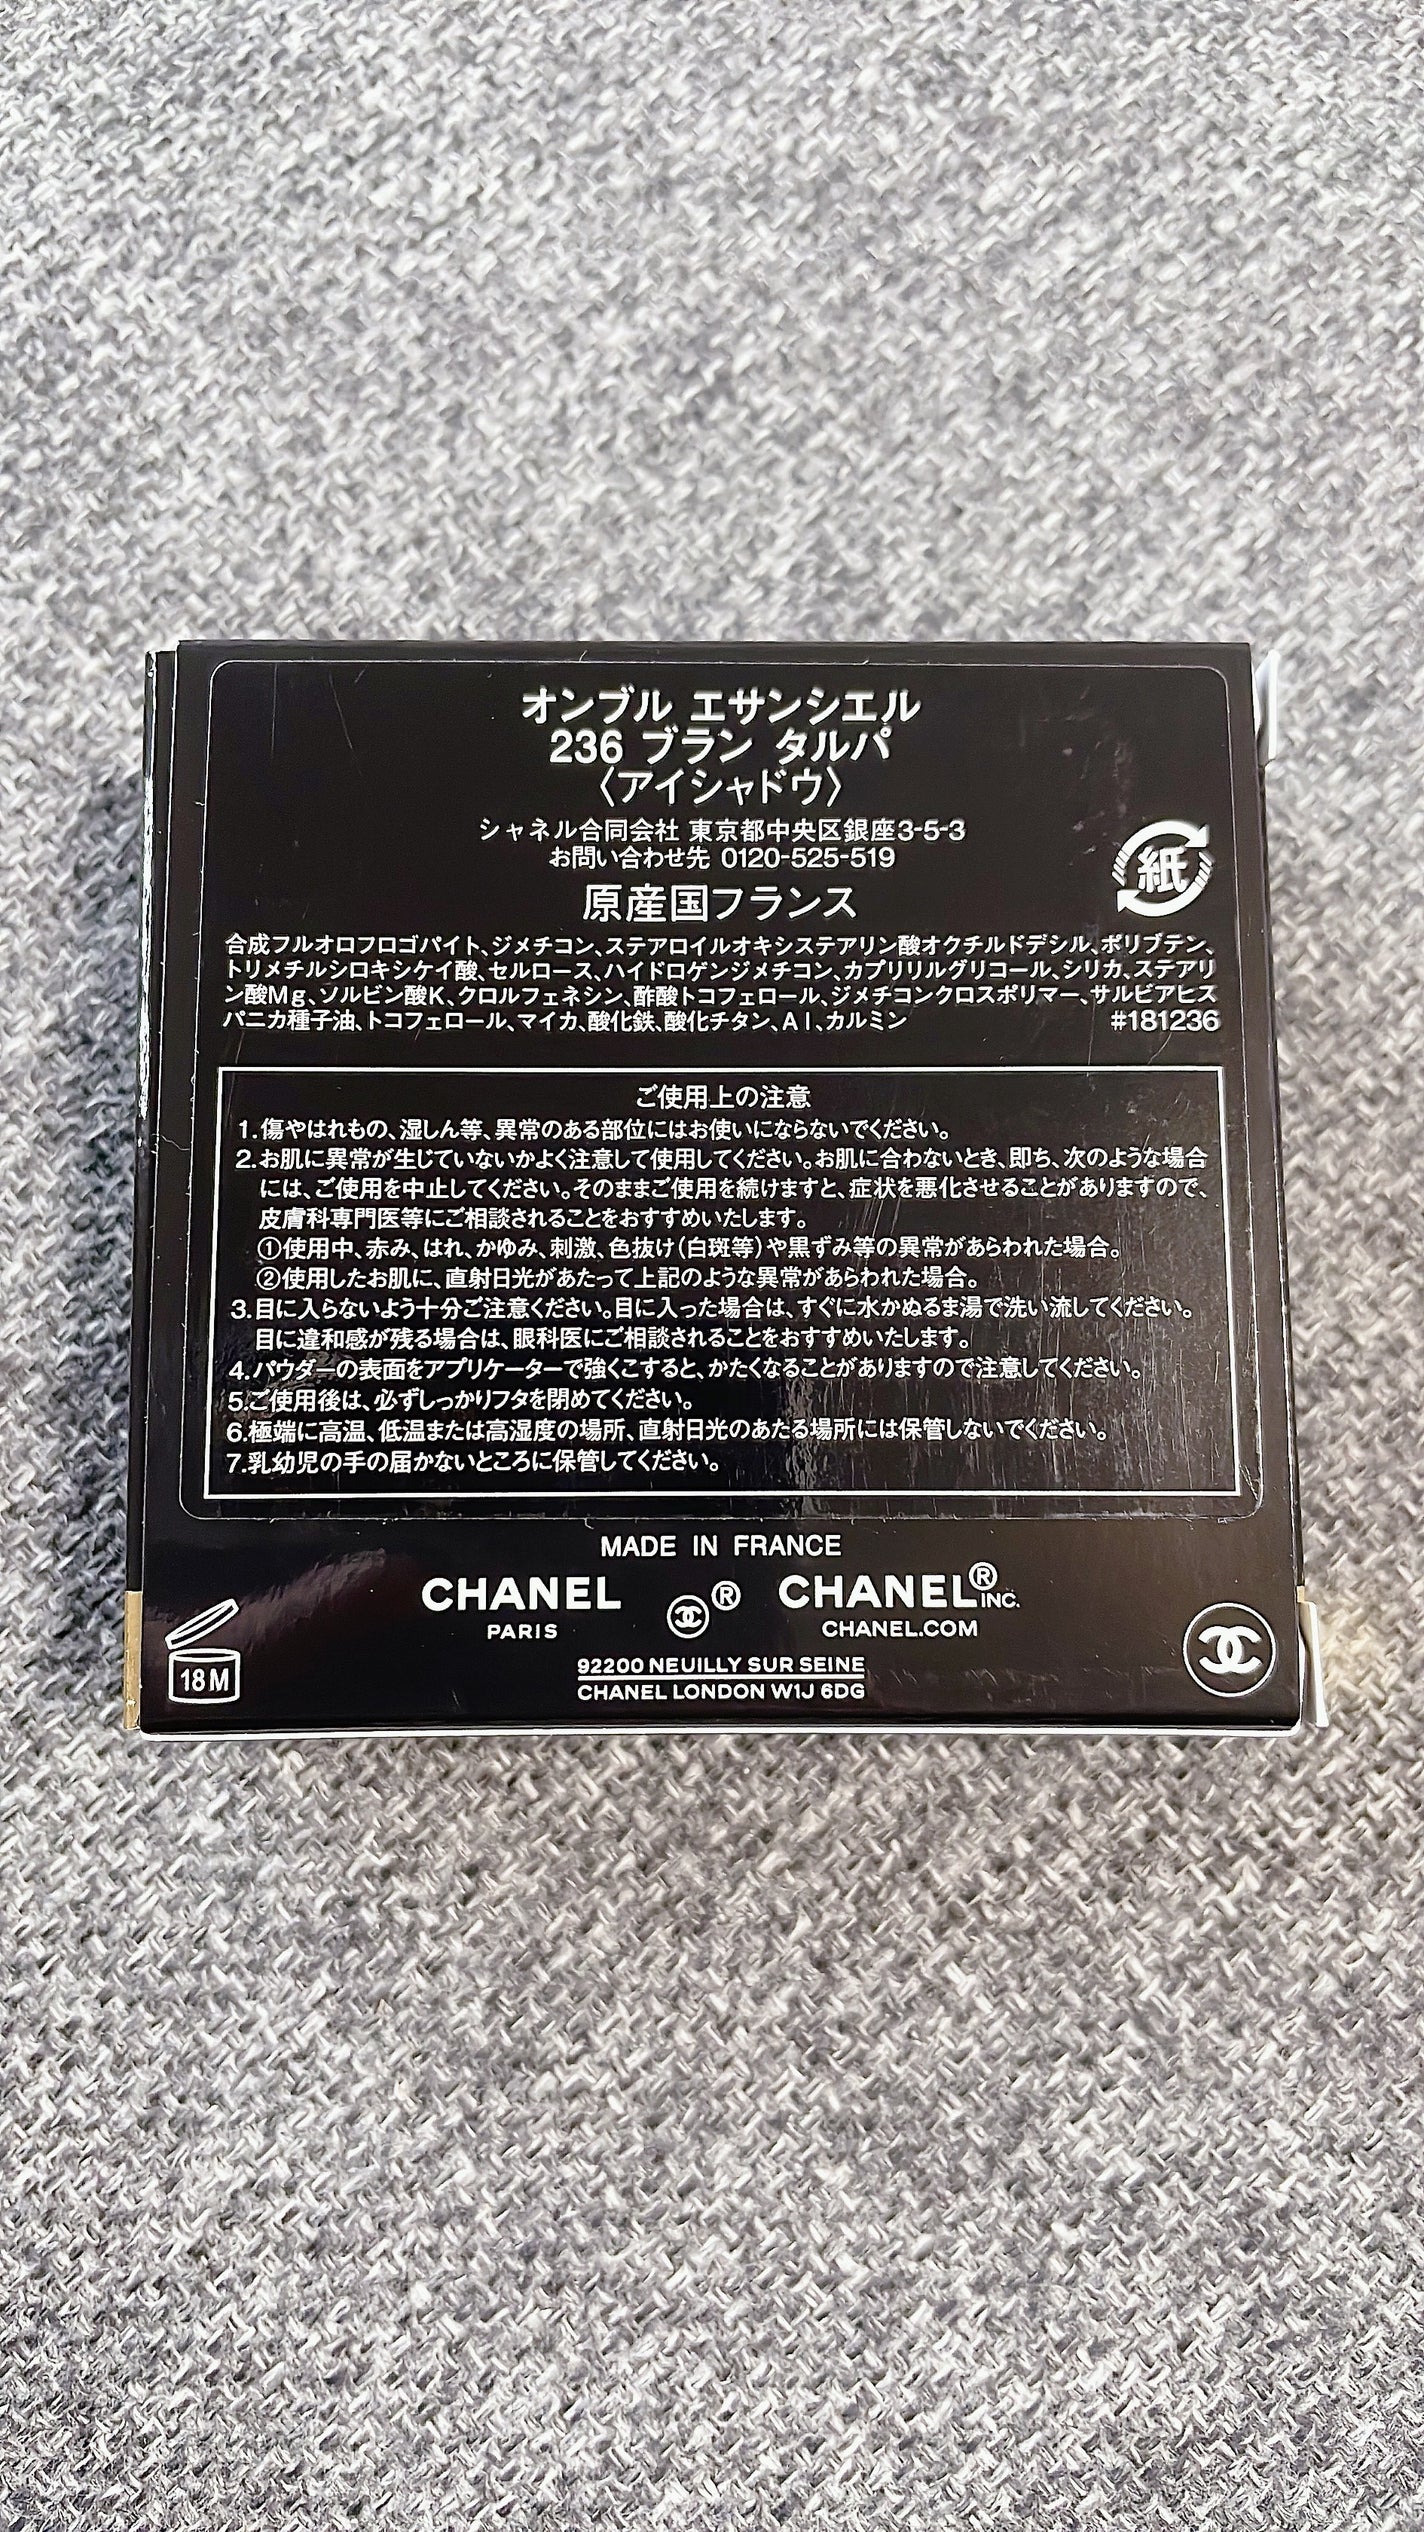 オンブル エサンシエル
236 ブラン タルパ
〈アイシャドウ〉
シャネル合同会社 東京都中央区銀座3-5-3
お問い合わせ先 0120-525-519
紙
原産国フランス
合成フルオロフロゴパイト、ジメチコン、ステアロイルオキシステアリン酸オクチルドデシル、ポリブテン、
トリメチルシロキシケイ酸、セルロース、ハイドロゲンジメチコン、カプリリルグリコール、シリカ、ステアリ
ン酸Mg、ソルビン酸K、クロルフェネシン、酢酸トコフェロール、ジメチコンクロスポリマー、サルビアヒス
パニカ種子油、トコフェロール、マイカ、酸化鉄、酸化チタン、Al、カルミン #181236
ご使用上の注意
1.傷やはれもの、湿しん等、異常のある部位にはお使いにならないでください。
2.お肌に異常が生じていないかよく注意して使用してください。お肌に合わないとき、即ち、次のような場合
には、ご使用を中止してください。そのままご使用を続けますと、症状を悪化させることがありますので、
皮膚科専門医等にご相談されることをおすすめいたします。
①使用中、赤み、はれ、かゆみ、刺激、色抜け(白斑等)や黒ずみ等の異常があらわれた場合。
②使用したお肌に、直射日光があたって上記のような異常があらわれた場合。
3.目に入らないよう十分ご注意ください。目に入った場合は、すぐに水かぬるま湯で洗い流してください。
目に違和感が残る場合は、眼科医にご相談されることをおすすめいたします。
4.パウダーの表面をアプリケーターで強くこすると、かたくなることがありますので注意してください。
5.ご使用後は、必ずしっかりフタを閉めてください。
6.極端に高温、低温または高湿度の場所、直射日光のあたる場所には保管しないでください。
7.乳幼児の手の届かないところに保管してください。
MADE IN FRANCE
CHANEL ® CHANEL® INC.
PARIS CHANEL.COM
18M
92200 NEUILLY SUR SEINE
CHANEL LONDON W1J 6DG